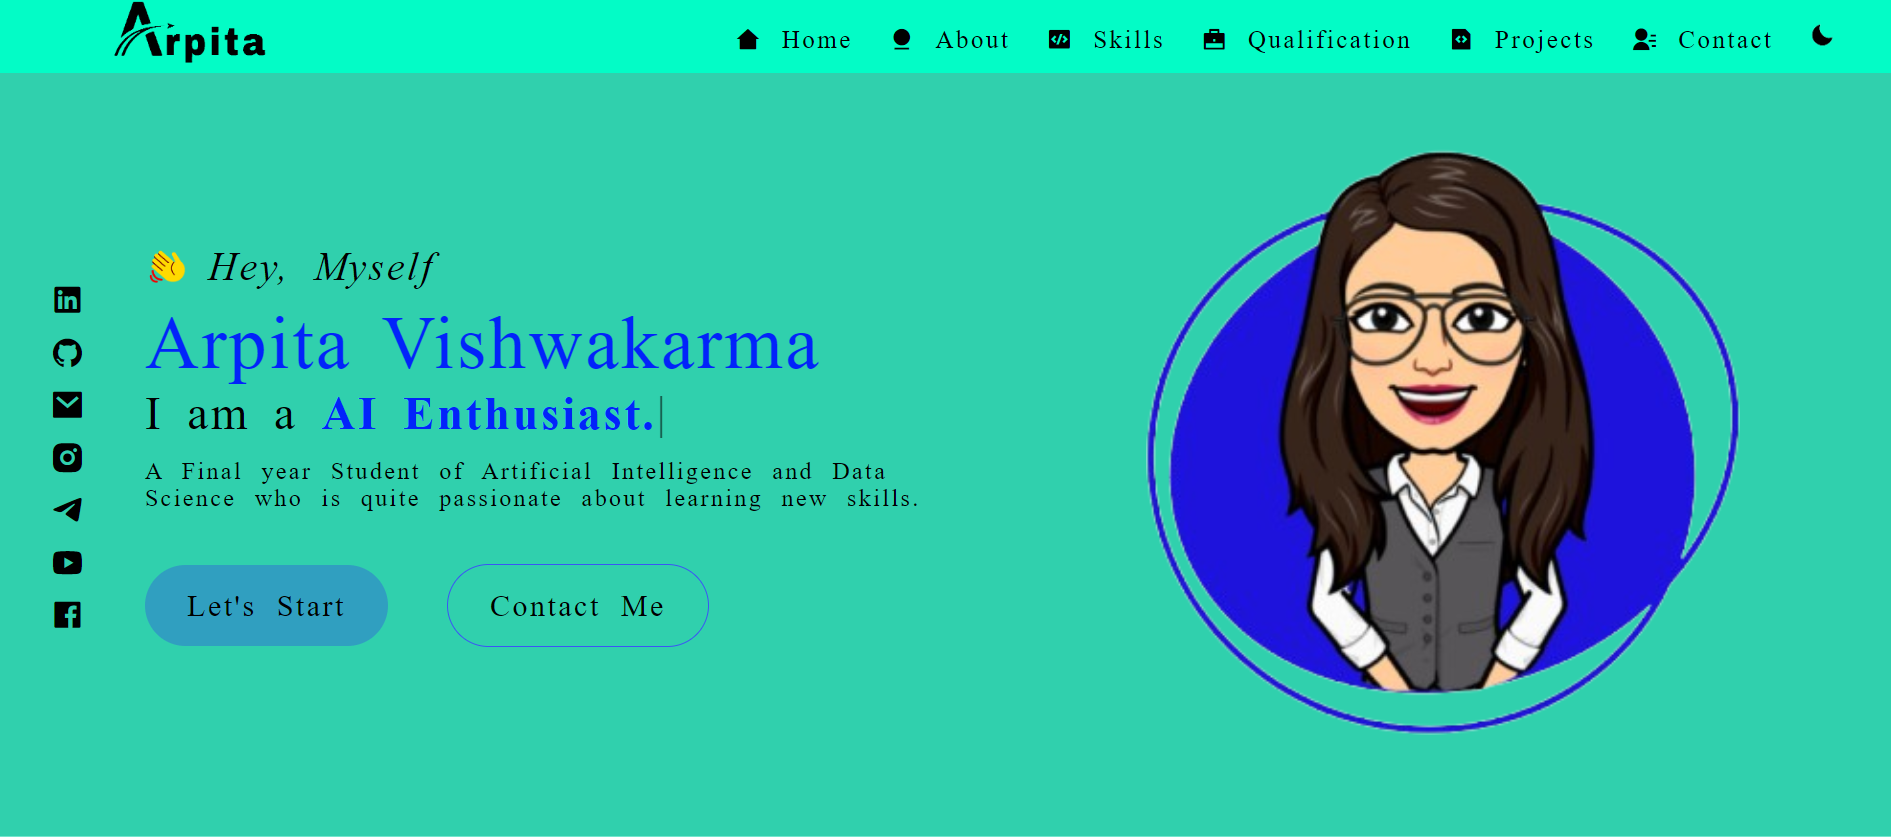 Arpita
Home About Skills Qualification Projects Contact
👋 Hey, Myself
Arpita Vishwakarma
I am a AI Enthusiast.|
A Final year Student of Artificial Intelligence and Data
Science who is quite passionate about learning new skills.
Let's Start Contact Me